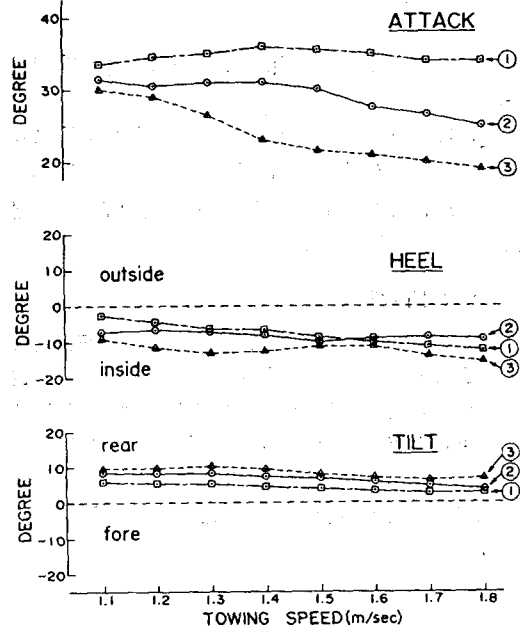 ATTACK
40
30
20
DEGREE
①
②
③
HEEL
20
10
0
-10
-20
DEGREE
outside
inside
②
①
③
TILT
20
10
0
-10
-20
DEGREE
rear
fore
③
②
①
1.1 1.2 1.3 1.4 1.5 1.6 1.7 1.8
TOWING SPEED (m/sec)